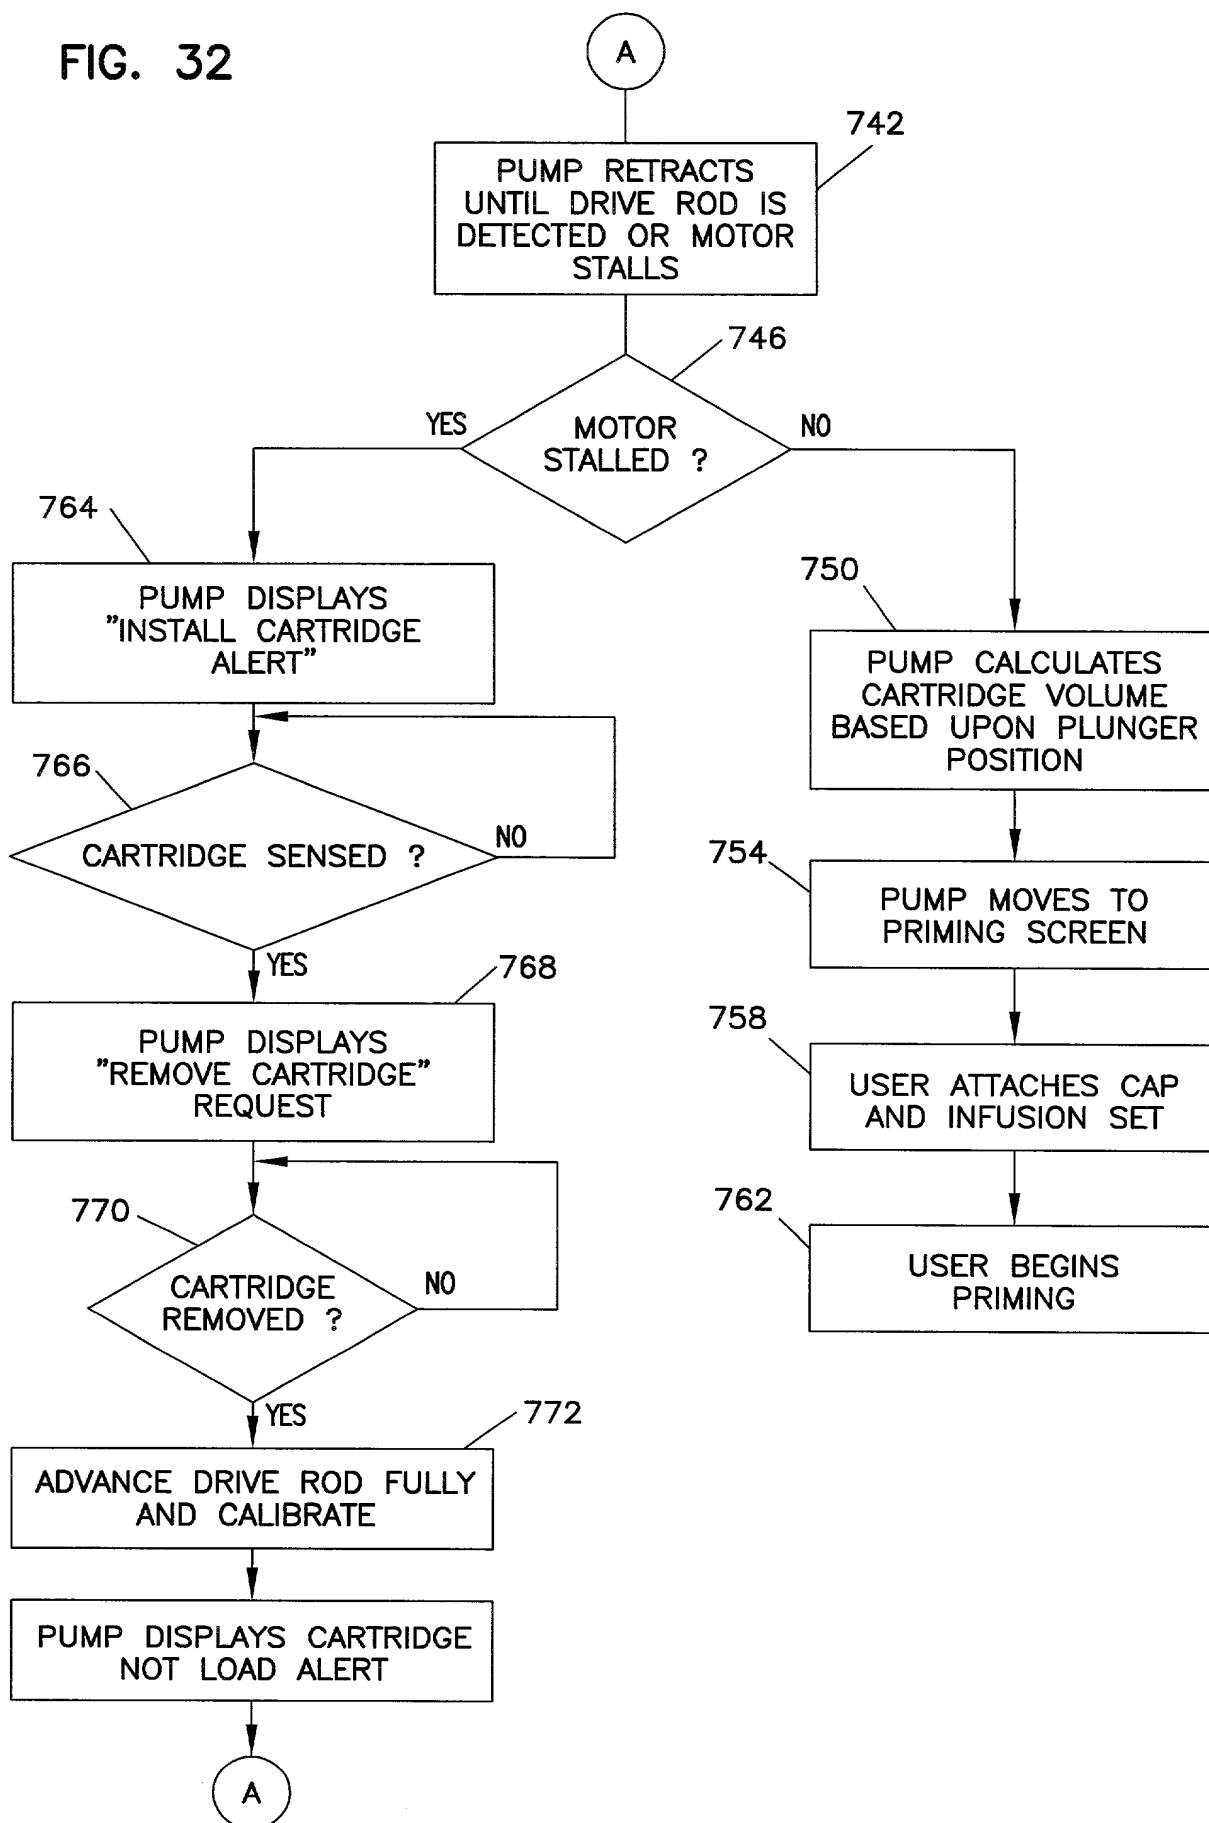 FIG. 32
A
742
PUMP RETRACTS
UNTIL DRIVE ROD IS
DETECTED OR MOTOR
STALLS
746
MOTOR
STALLED ?
YES
NO
764
PUMP DISPLAYS
"INSTALL CARTRIDGE
ALERT"
766
CARTRIDGE SENSED ?
NO
YES
768
PUMP DISPLAYS
"REMOVE CARTRIDGE"
REQUEST
770
CARTRIDGE
REMOVED ?
NO
YES
772
ADVANCE DRIVE ROD FULLY
AND CALIBRATE
PUMP DISPLAYS CARTRIDGE
NOT LOAD ALERT
A
750
PUMP CALCULATES
CARTRIDGE VOLUME
BASED UPON PLUNGER
POSITION
754
PUMP MOVES TO
PRIMING SCREEN
758
USER ATTACHES CAP
AND INFUSION SET
762
USER BEGINS
PRIMING